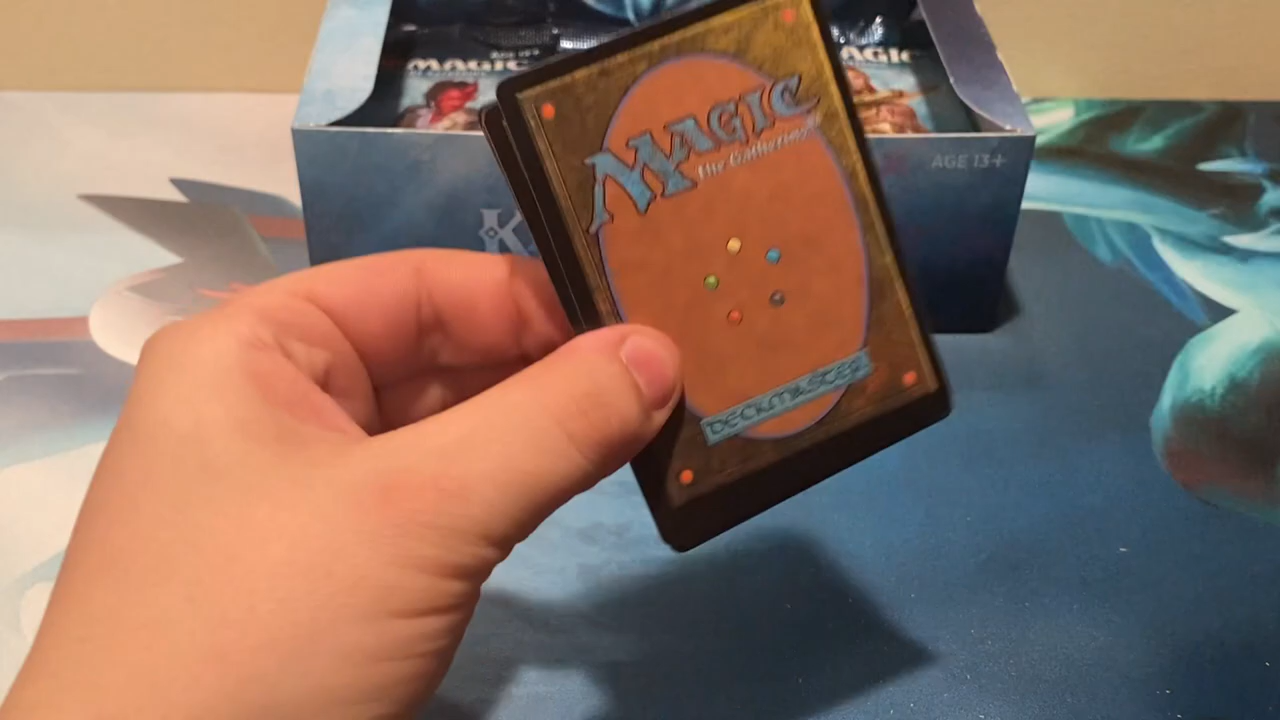 MAGIC
MAGIC
MAGIC
The Gathering
AGE 13+
K
DECKMASTER